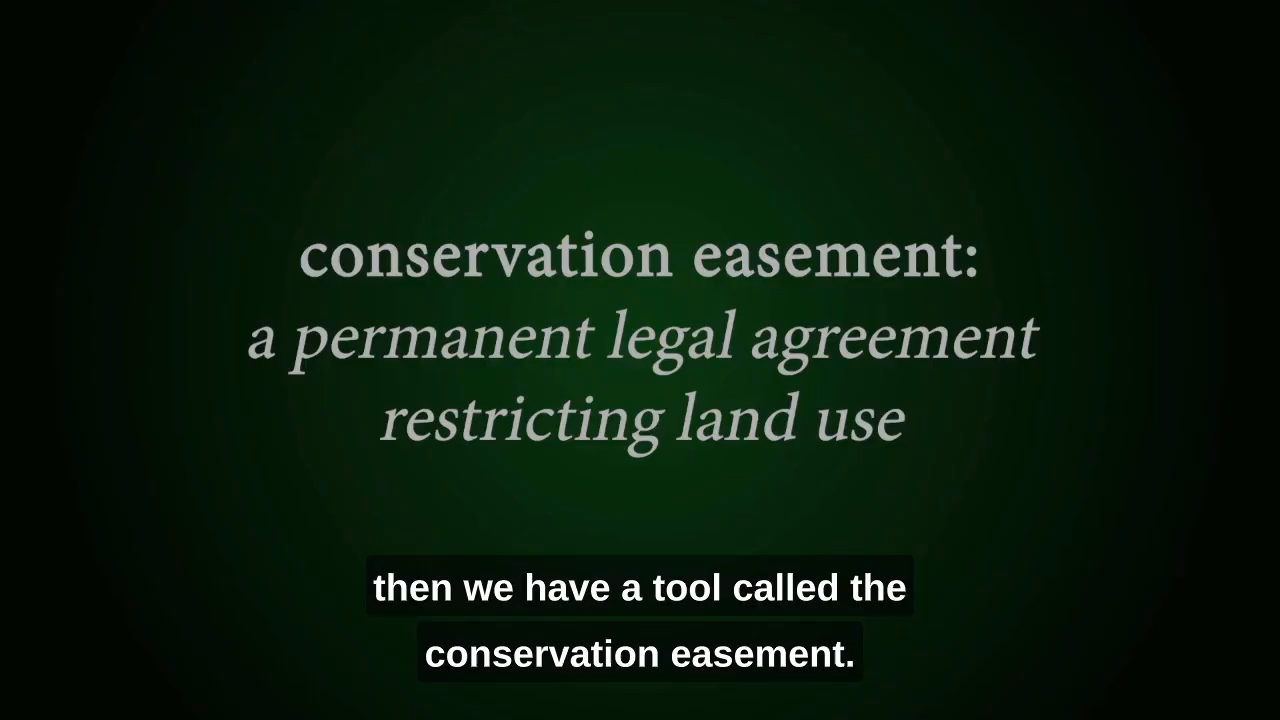 conservation easement:
a permanent legal agreement
restricting land use
then we have a tool called the
conservation easement.